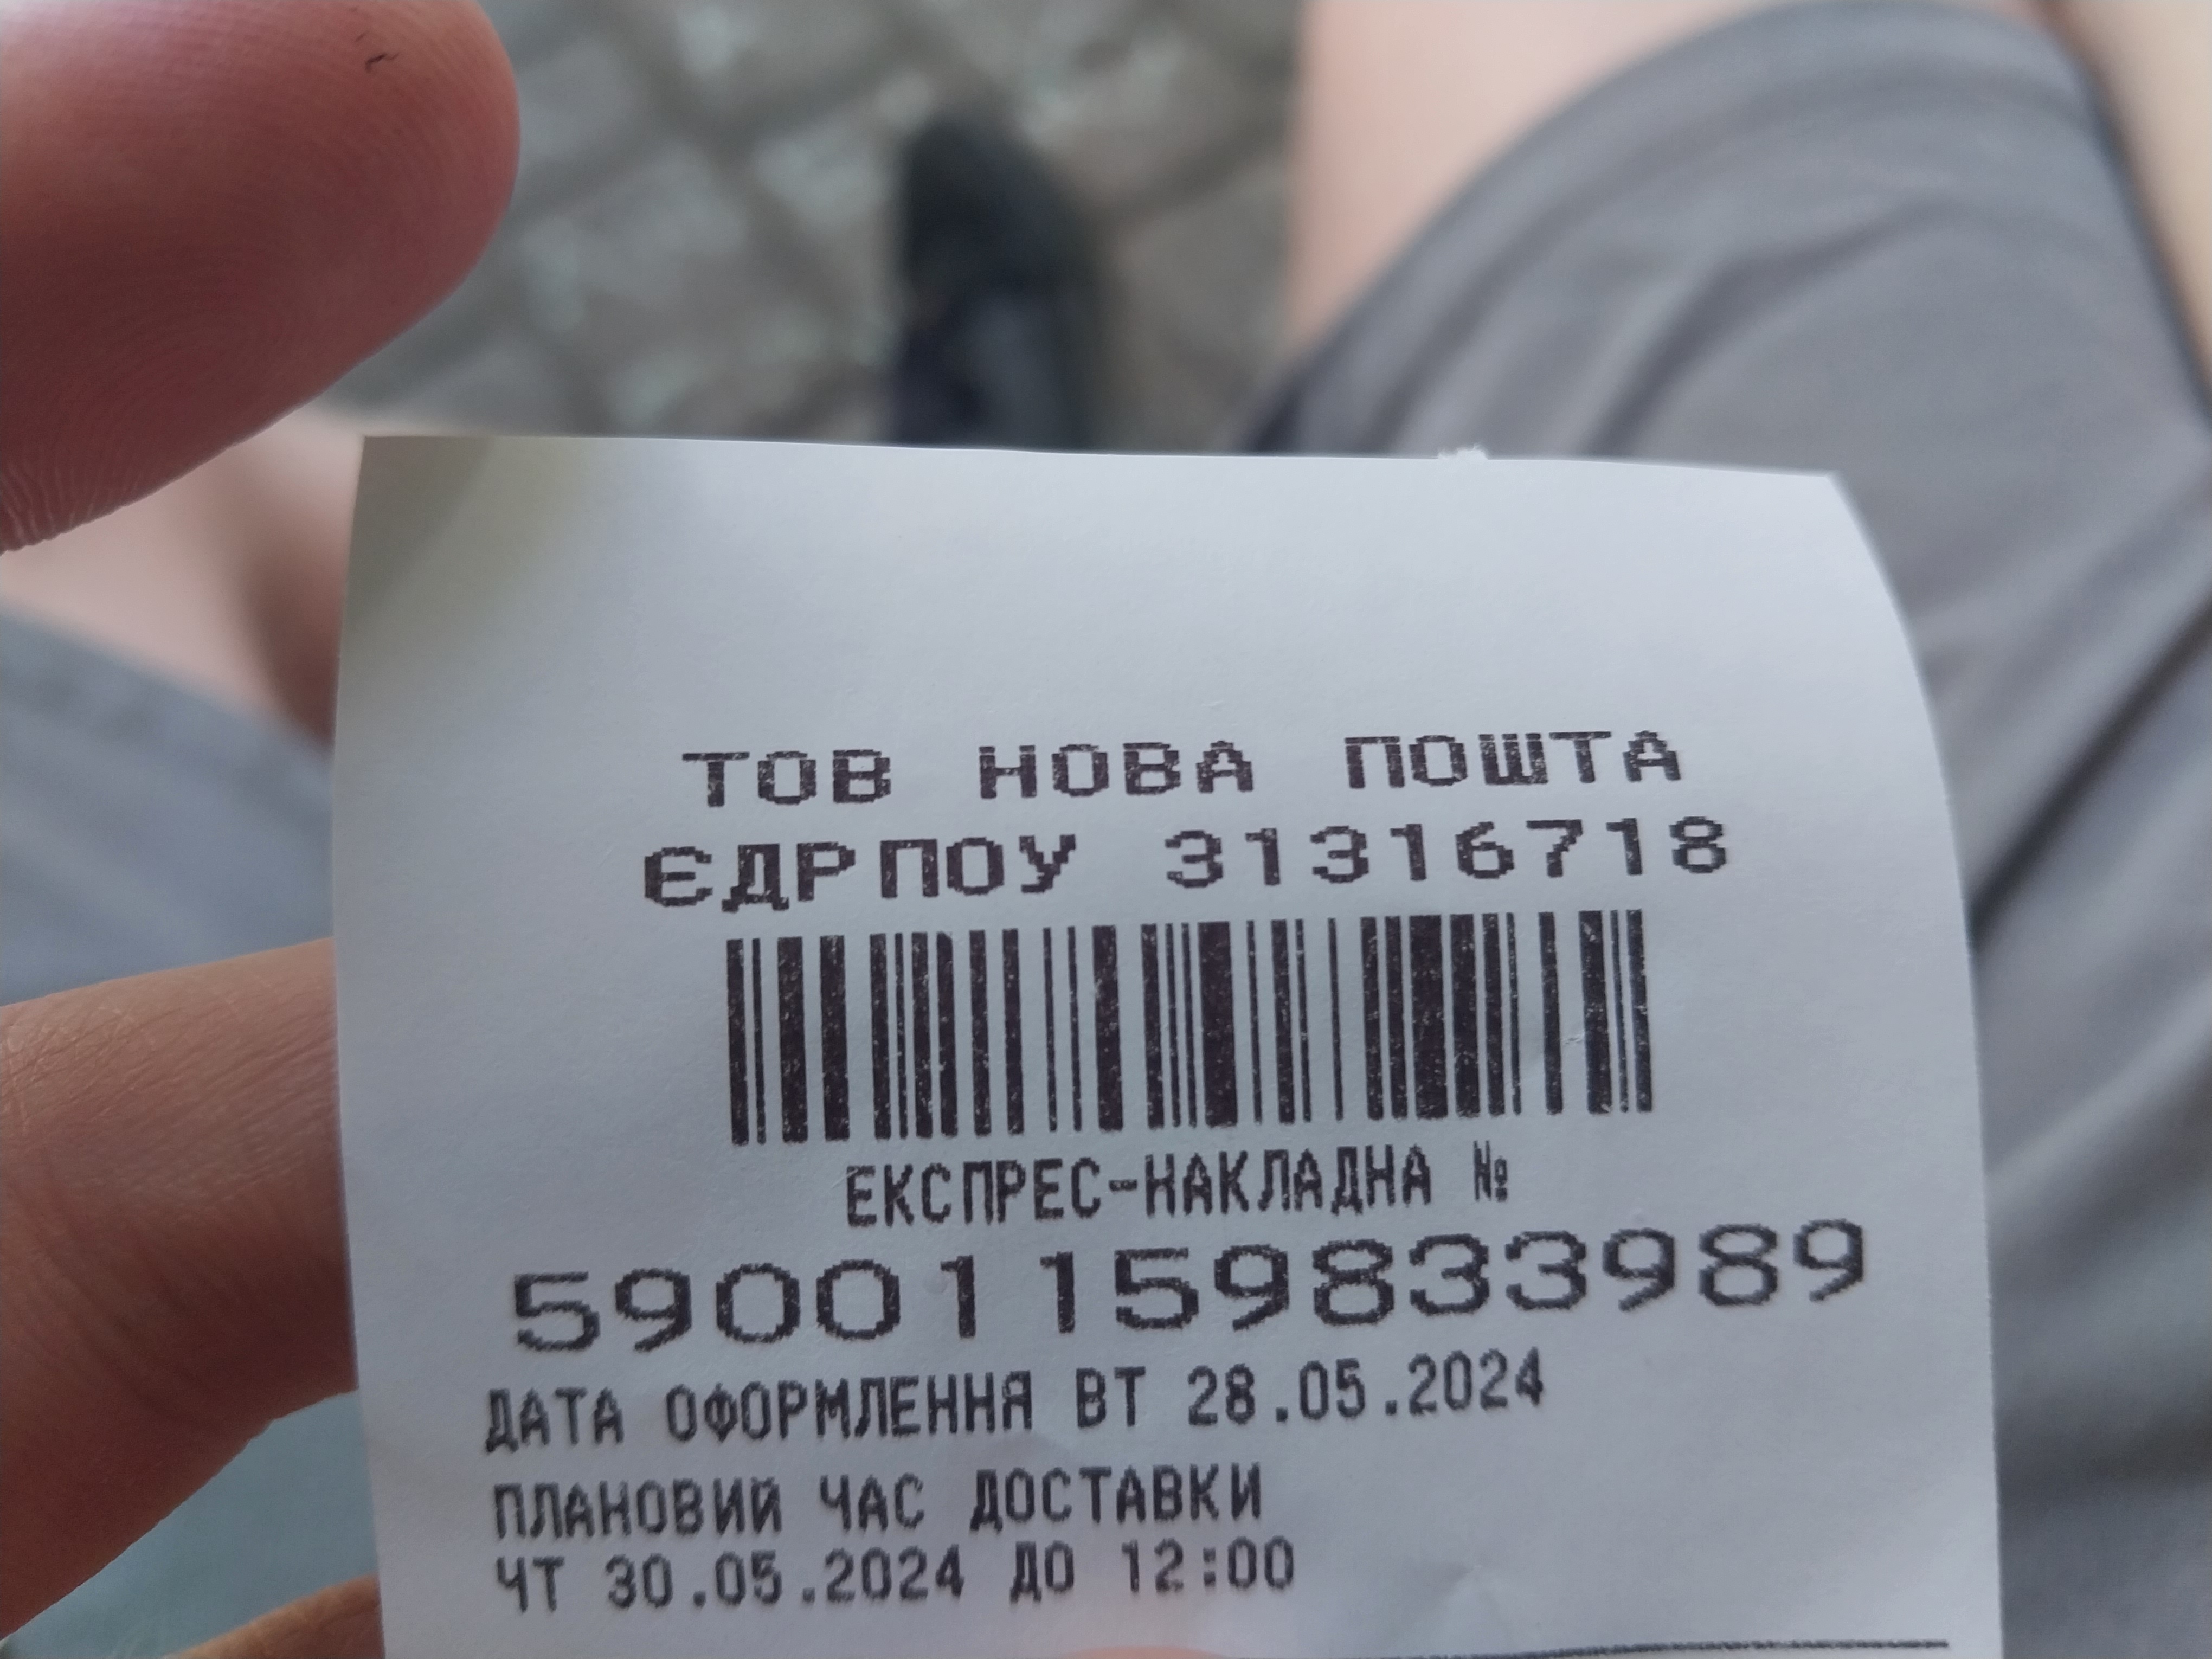 ТОВ НОВА ПОШТА
ЄДРПОУ 31316718
ЕКСПРЕС-НАКЛАДНА №
59001159833989
ДАТА ОФОРМЛЕННЯ ВТ 28.05.2024
ПЛАНОВИЙ ЧАС ДОСТАВКИ
ЧТ 30.05.2024 ДО 12:00